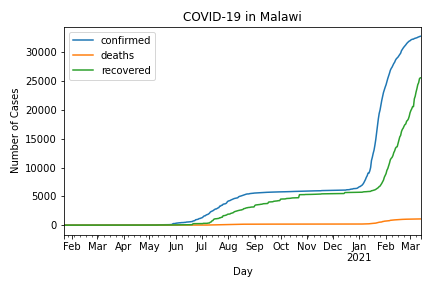 COVID-19 in Malawi
confirmed
deaths
recovered
Number of Cases
30000
25000
20000
15000
10000
5000
0
Feb Mar Apr May Jun Jul Aug Sep Oct Nov Dec Jan Feb Mar
2021
Day